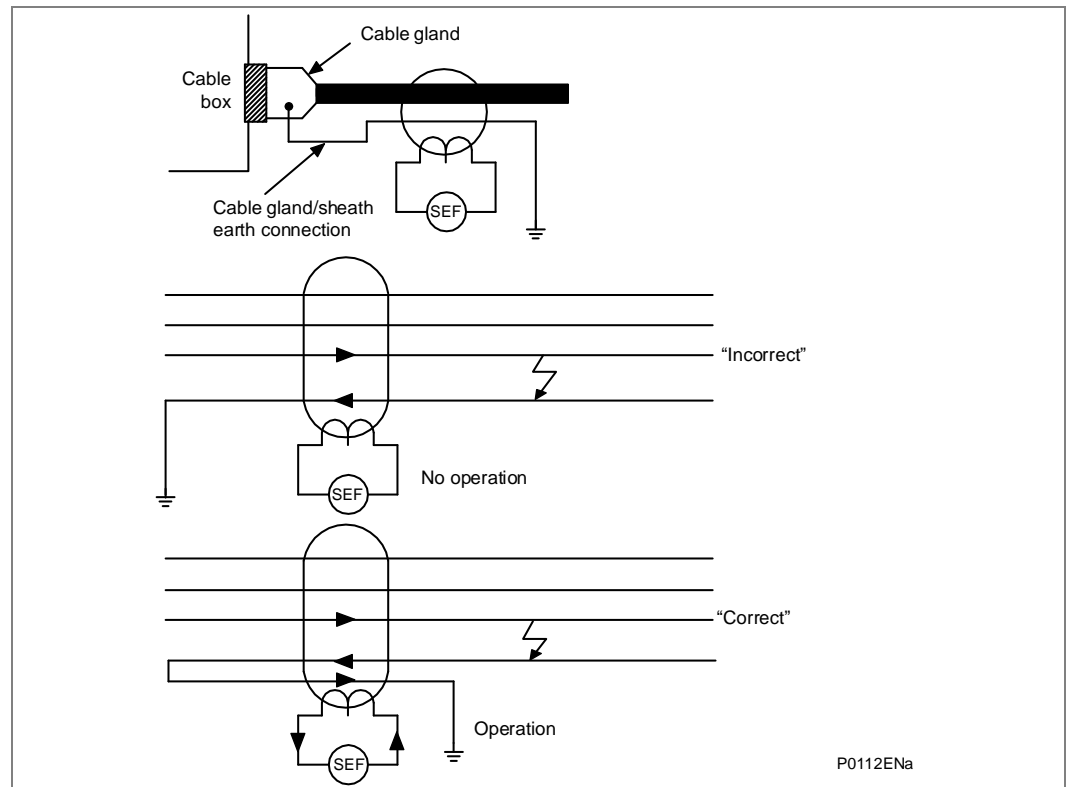 Cable gland
Cable
box
SEF
Cable gland/sheath
earth connection
“Incorrect”
No operation
SEF
“Correct”
Operation
SEF
P0112ENa